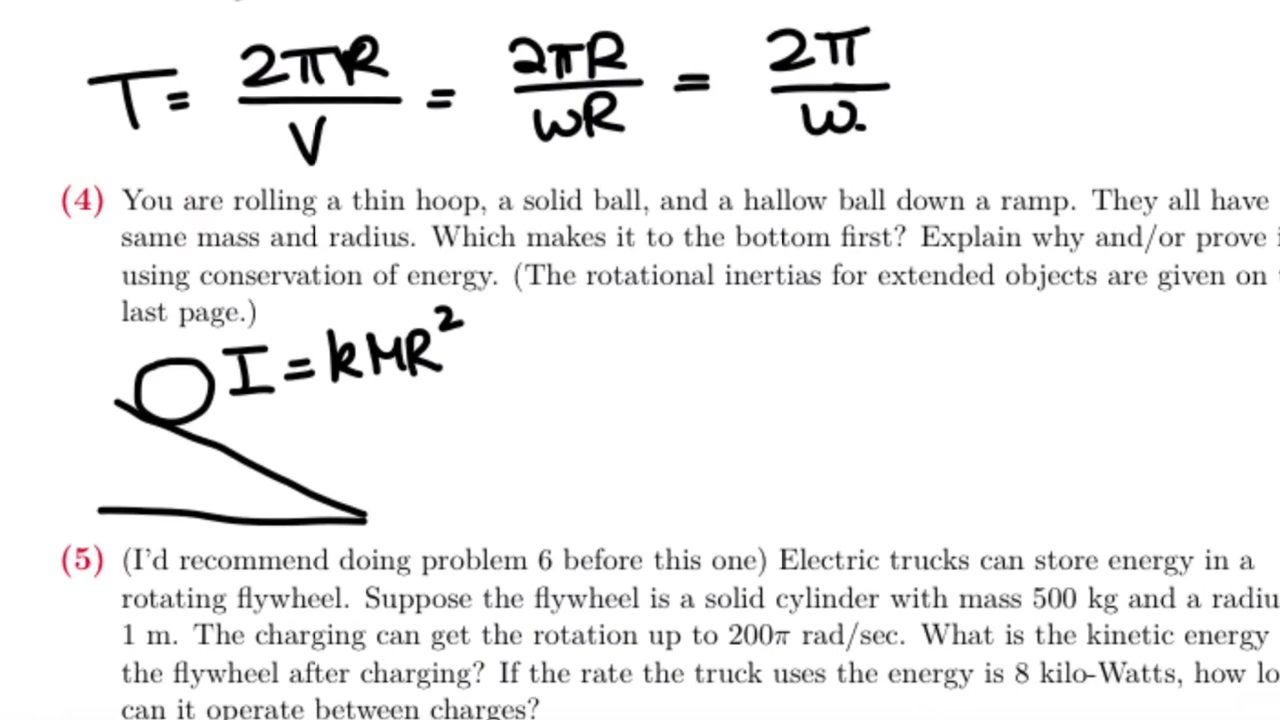 T = 2πR / V = 2πR / ωR = 2π / ω.
(4) You are rolling a thin hoop, a solid ball, and a hallow ball down a ramp. They all have
same mass and radius. Which makes it to the bottom first? Explain why and/or prove
using conservation of energy. (The rotational inertias for extended objects are given on
last page.)
I = kMR²
(5) (I'd recommend doing problem 6 before this one) Electric trucks can store energy in a
rotating flywheel. Suppose the flywheel is a solid cylinder with mass 500 kg and a radiu
1 m. The charging can get the rotation up to 200π rad/sec. What is the kinetic energy
the flywheel after charging? If the rate the truck uses the energy is 8 kilo-Watts, how lo
can it operate between charges?